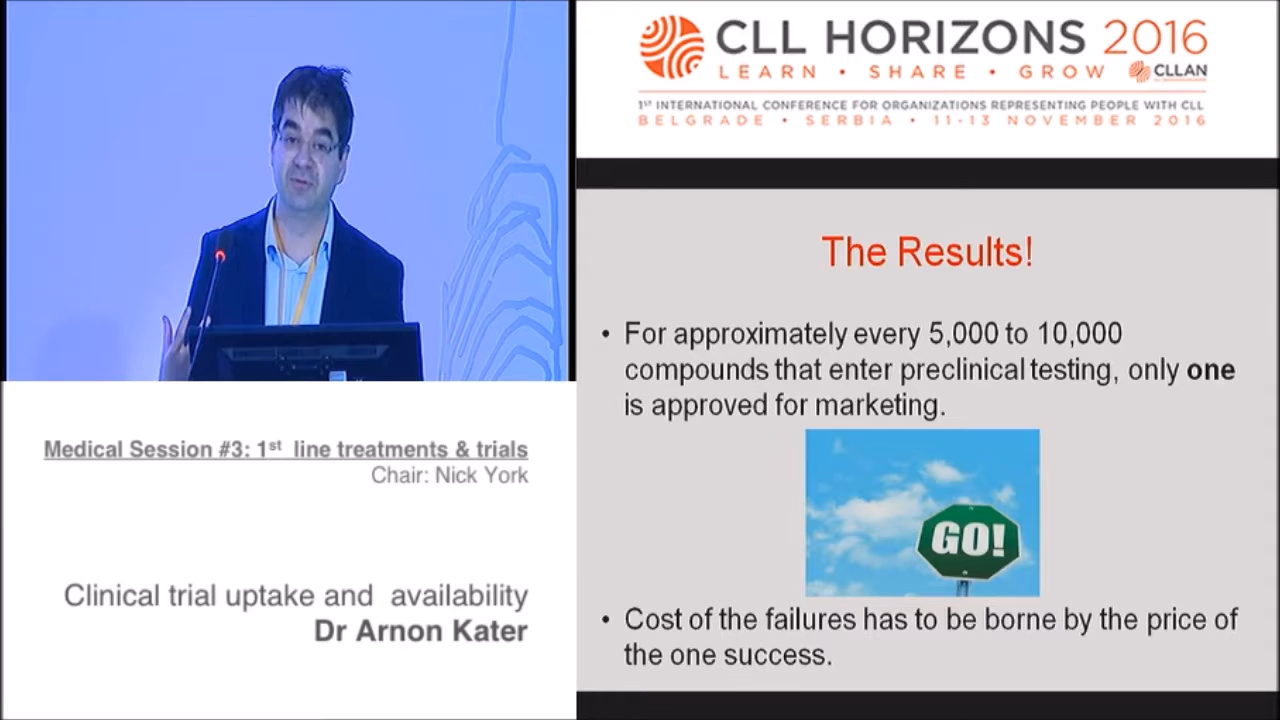 CLL HORIZONS 2016
LEARN • SHARE • GROW
CLLAN
1ST INTERNATIONAL CONFERENCE FOR ORGANIZATIONS REPRESENTING PEOPLE WITH CLL
BELGRADE • SERBIA • 11-13 NOVEMBER 2016
Medical Session #3: 1st line treatments & trials
Chair: Nick York
Clinical trial uptake and availability
Dr Arnon Kater
The Results!
• For approximately every 5,000 to 10,000
compounds that enter preclinical testing, only one
is approved for marketing.
GO!
• Cost of the failures has to be borne by the price of
the one success.